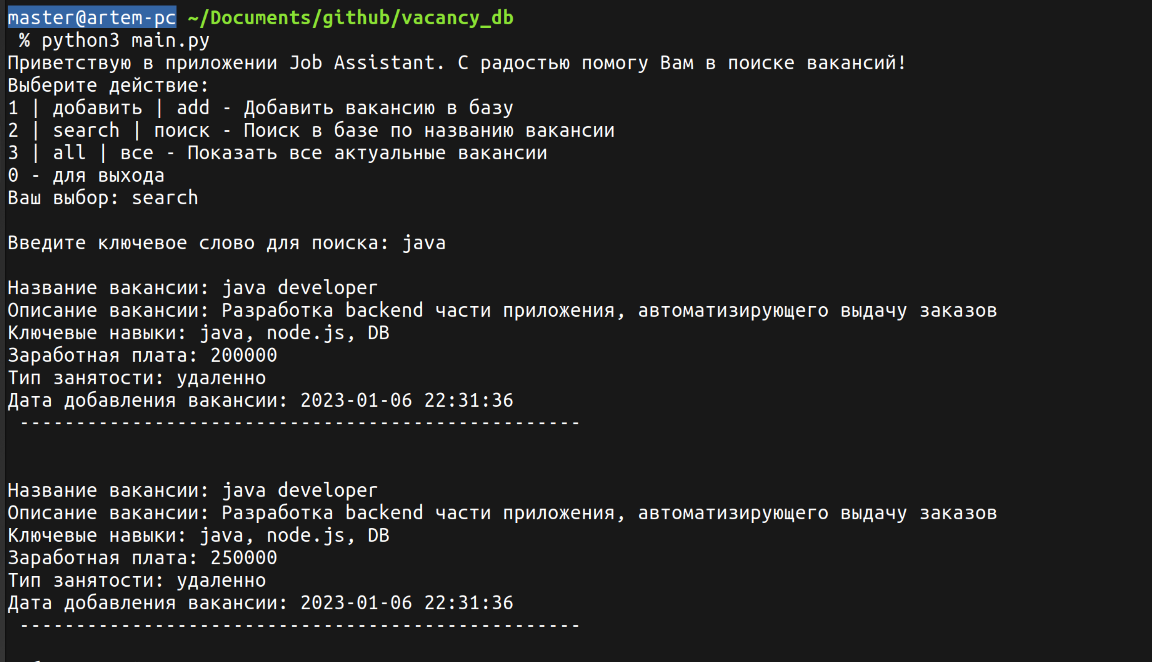 master@artem-pc ~/Documents/github/vacancy_db
% python3 main.py
Приветствую в приложении Job Assistant. С радостью помогу Вам в поиске вакансий!
Выберите действие:
1 | добавить | add - Добавить вакансию в базу
2 | search | поиск - Поиск в базе по названию вакансии
3 | all | все - Показать все актуальные вакансии
0 - для выхода
Ваш выбор: search
Введите ключевое слово для поиска: java
Название вакансии: java developer
Описание вакансии: Разработка backend части приложения, автоматизирующего выдачу заказов
Ключевые навыки: java, node.js, DB
Заработная плата: 200000
Тип занятости: удаленно
Дата добавления вакансии: 2023-01-06 22:31:36
--------------------------------------------------
Название вакансии: java developer
Описание вакансии: Разработка backend части приложения, автоматизирующего выдачу заказов
Ключевые навыки: java, node.js, DB
Заработная плата: 250000
Тип занятости: удаленно
Дата добавления вакансии: 2023-01-06 22:31:36
--------------------------------------------------